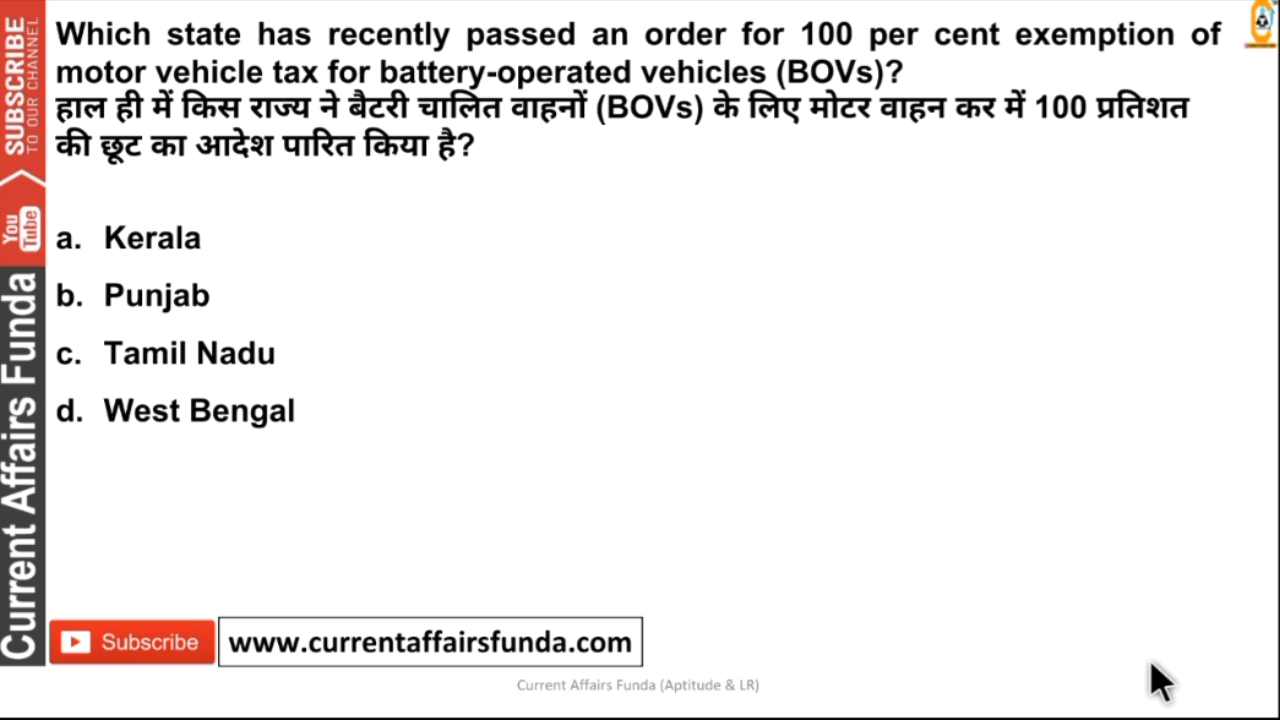 Which state has recently passed an order for 100 per cent exemption of
motor vehicle tax for battery-operated vehicles (BOVs)?
हाल ही में किस राज्य ने बैटरी चालित वाहनों (BOVs) के लिए मोटर वाहन कर में 100 प्रतिशत
की छूट का आदेश पारित किया है?
a. Kerala
b. Punjab
c. Tamil Nadu
d. West Bengal
SUBSCRIBE
TO OUR CHANNEL
You
Tube
Current Affairs Funda
Subscribe
www.currentaffairsfunda.com
Current Affairs Funda (Aptitude & LR)